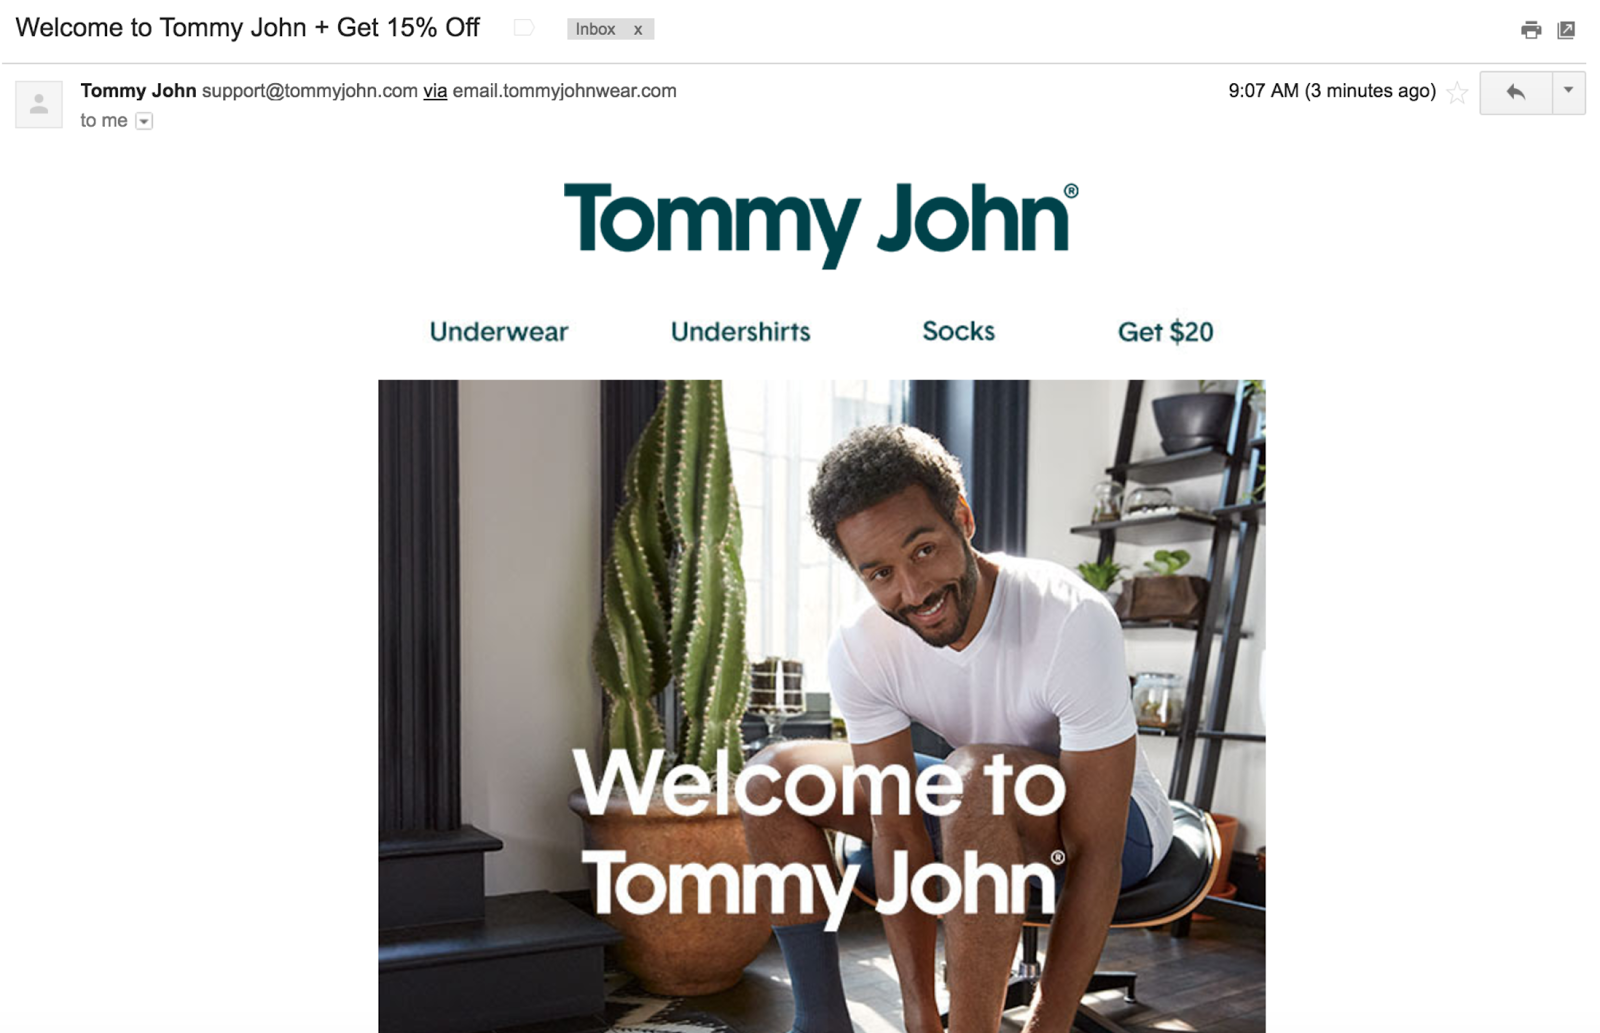 Welcome to Tommy John + Get 15% Off
Inbox x
Tommy John support@tommyjohn.com via email.tommyjohnwear.com
9:07 AM (3 minutes ago)
to me
Tommy John®
Underwear Undershirts Socks Get $20
Welcome to
Tommy John®